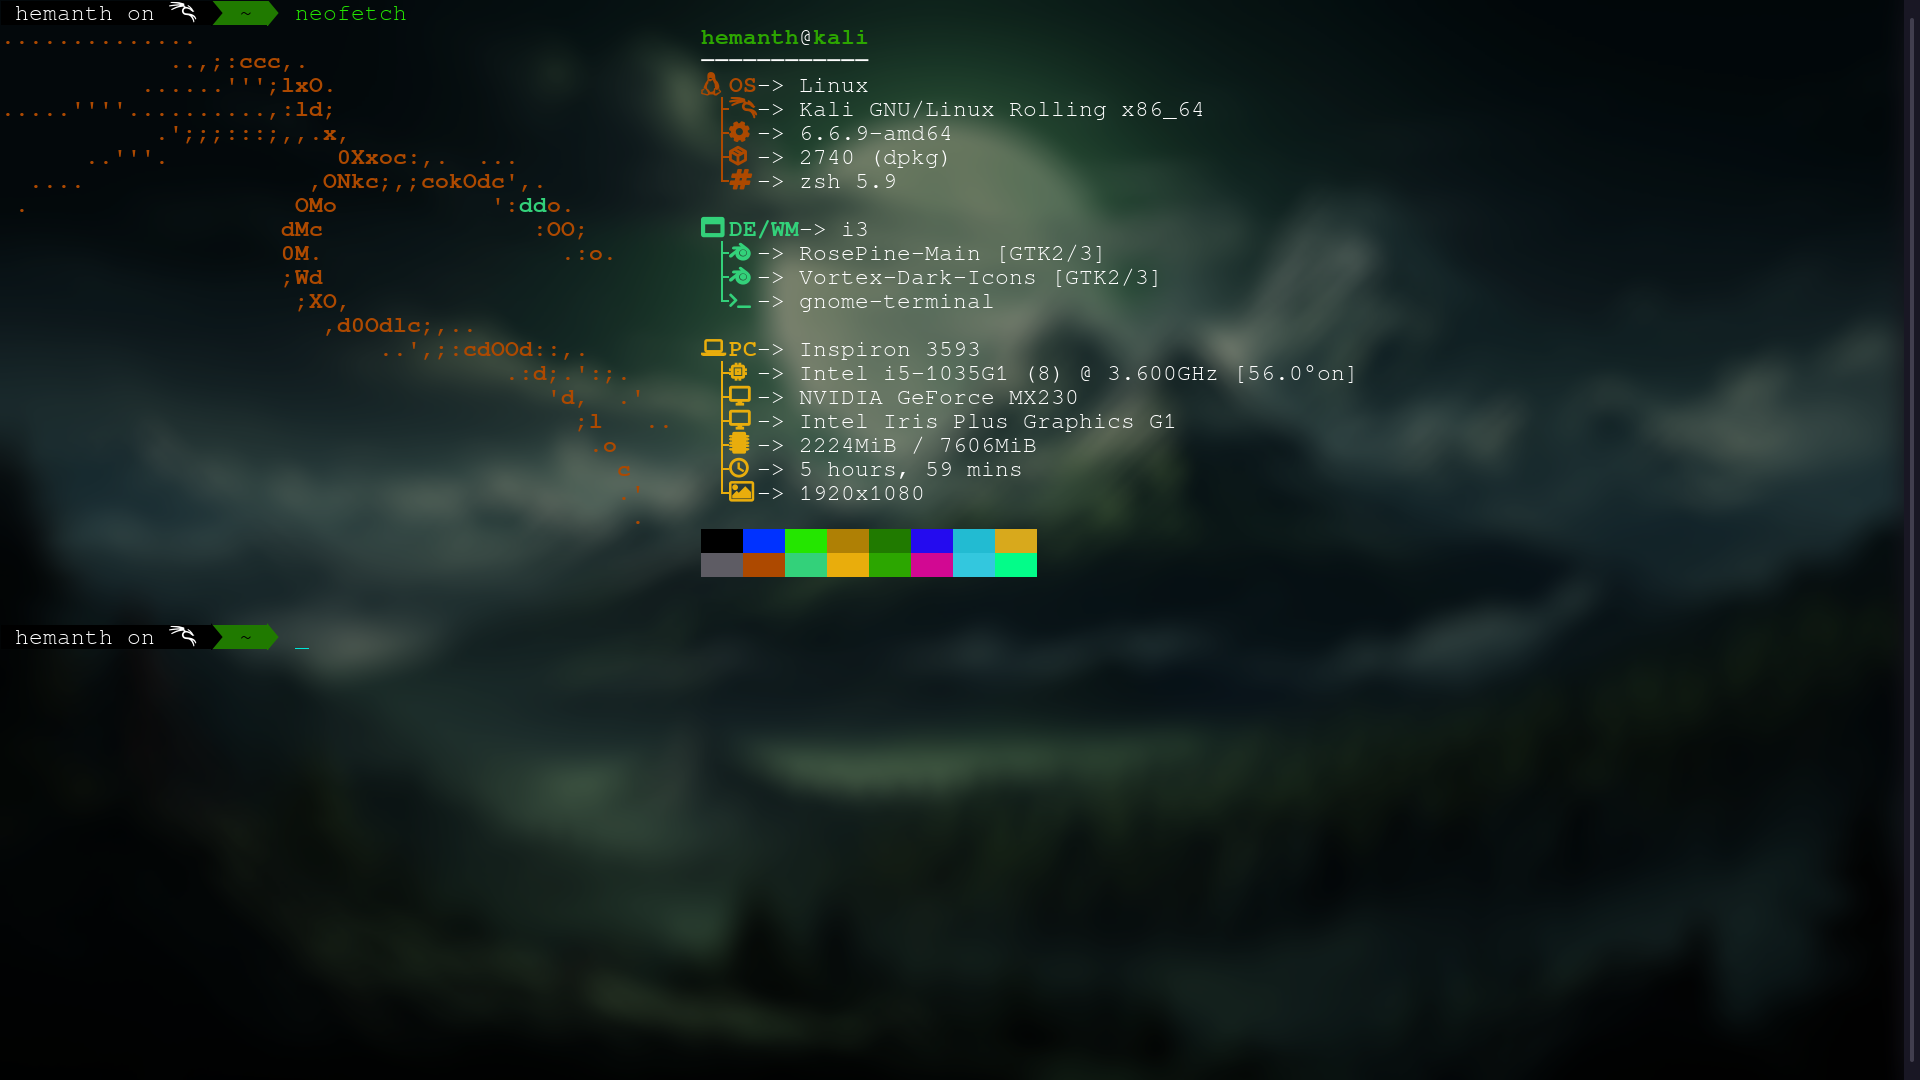 hemanth on ~ neofetch
..............
..,;:ccc,.
......''';lxO.
.....''''..........,:ld;
.';;;:::;,,.x,
..'''. 0Xxoc:,. ...
.... ,ONkc;,;cokOdc',.
. OMo ':ddo.
dMc :OO;
0M. .:o.
;Wd
;XO,
,d0Odlc;,..
..',;:cdOOd::,.
.:d;.':;.
'd, .'
;l ..
.o
c
.'
.
hemanth@kali
————————————
OS-> Linux
-> Kali GNU/Linux Rolling x86_64
-> 6.6.9-amd64
-> 2740 (dpkg)
-> zsh 5.9
DE/WM-> i3
-> RosePine-Main [GTK2/3]
-> Vortex-Dark-Icons [GTK2/3]
-> gnome-terminal
PC-> Inspiron 3593
-> Intel i5-1035G1 (8) @ 3.600GHz [56.0°on]
-> NVIDIA GeForce MX230
-> Intel Iris Plus Graphics G1
-> 2224MiB / 7606MiB
-> 5 hours, 59 mins
-> 1920x1080
hemanth on ~ _